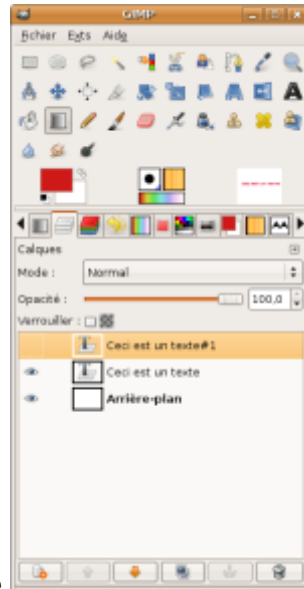 GIMP
Fichier Exts Aide
Calques
Mode : Normal
Opacité : 100,0
Verrouiller :
Ceci est un texte#1
Ceci est un texte
Arrière-plan